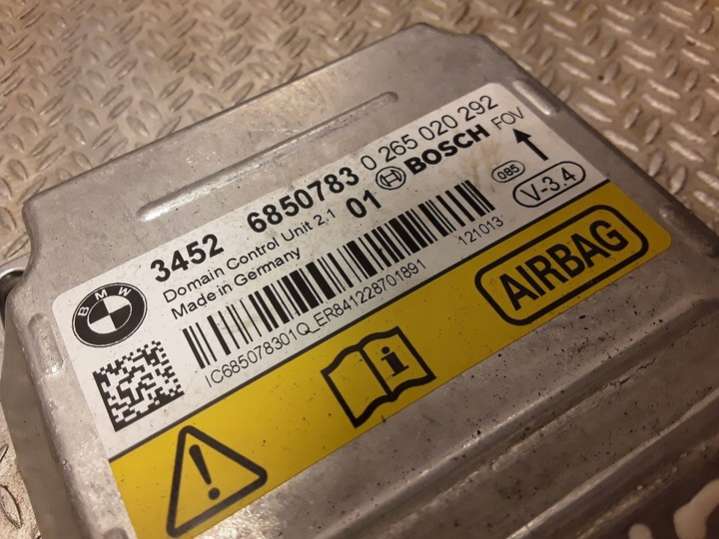 BMW
3452 6850783 01
0 265 020 292
BOSCH
FOV
Domain Control Unit 2.1
Made in Germany
085
V-3.4
IC685078301Q_ER841228701891
121013
AIRBAG
i
!